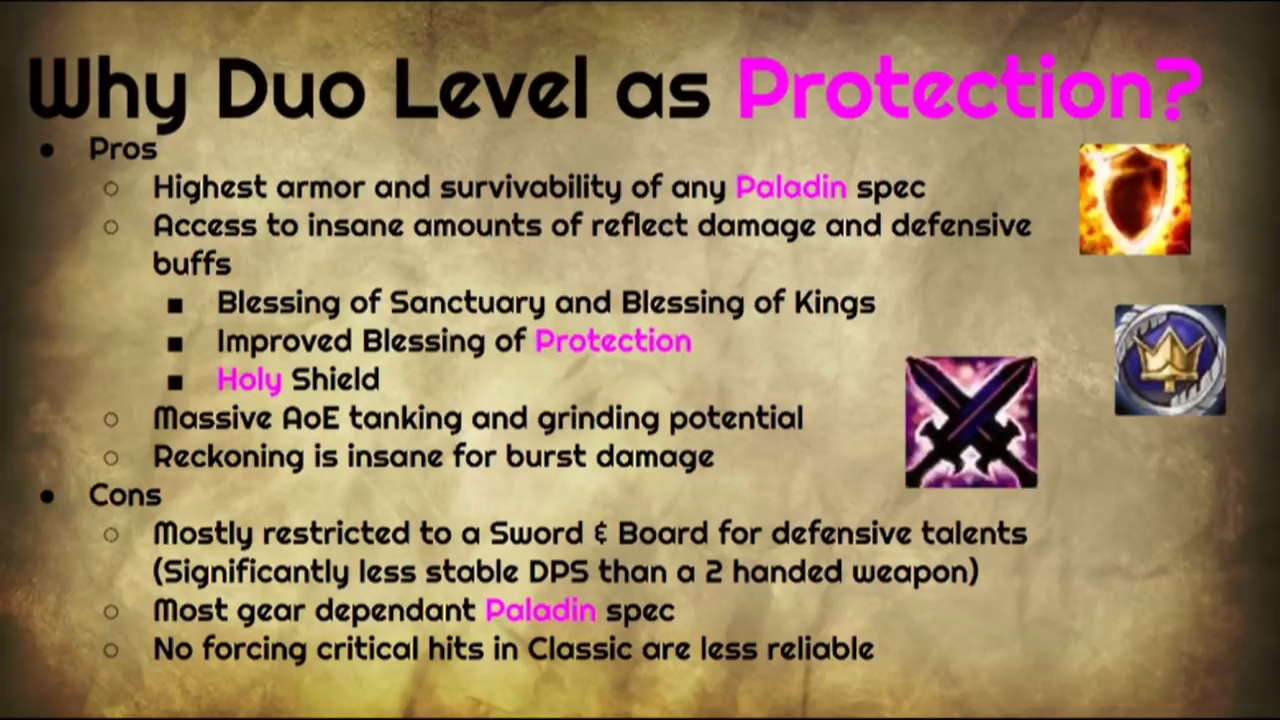 Why Duo Level as Protection?
● Pros
○ Highest armor and survivability of any Paladin spec
○ Access to insane amounts of reflect damage and defensive
buffs
■ Blessing of Sanctuary and Blessing of Kings
■ Improved Blessing of Protection
■ Holy Shield
○ Massive AoE tanking and grinding potential
○ Reckoning is insane for burst damage
● Cons
○ Mostly restricted to a Sword & Board for defensive talents
(Significantly less stable DPS than a 2 handed weapon)
○ Most gear dependant Paladin spec
○ No forcing critical hits in Classic are less reliable